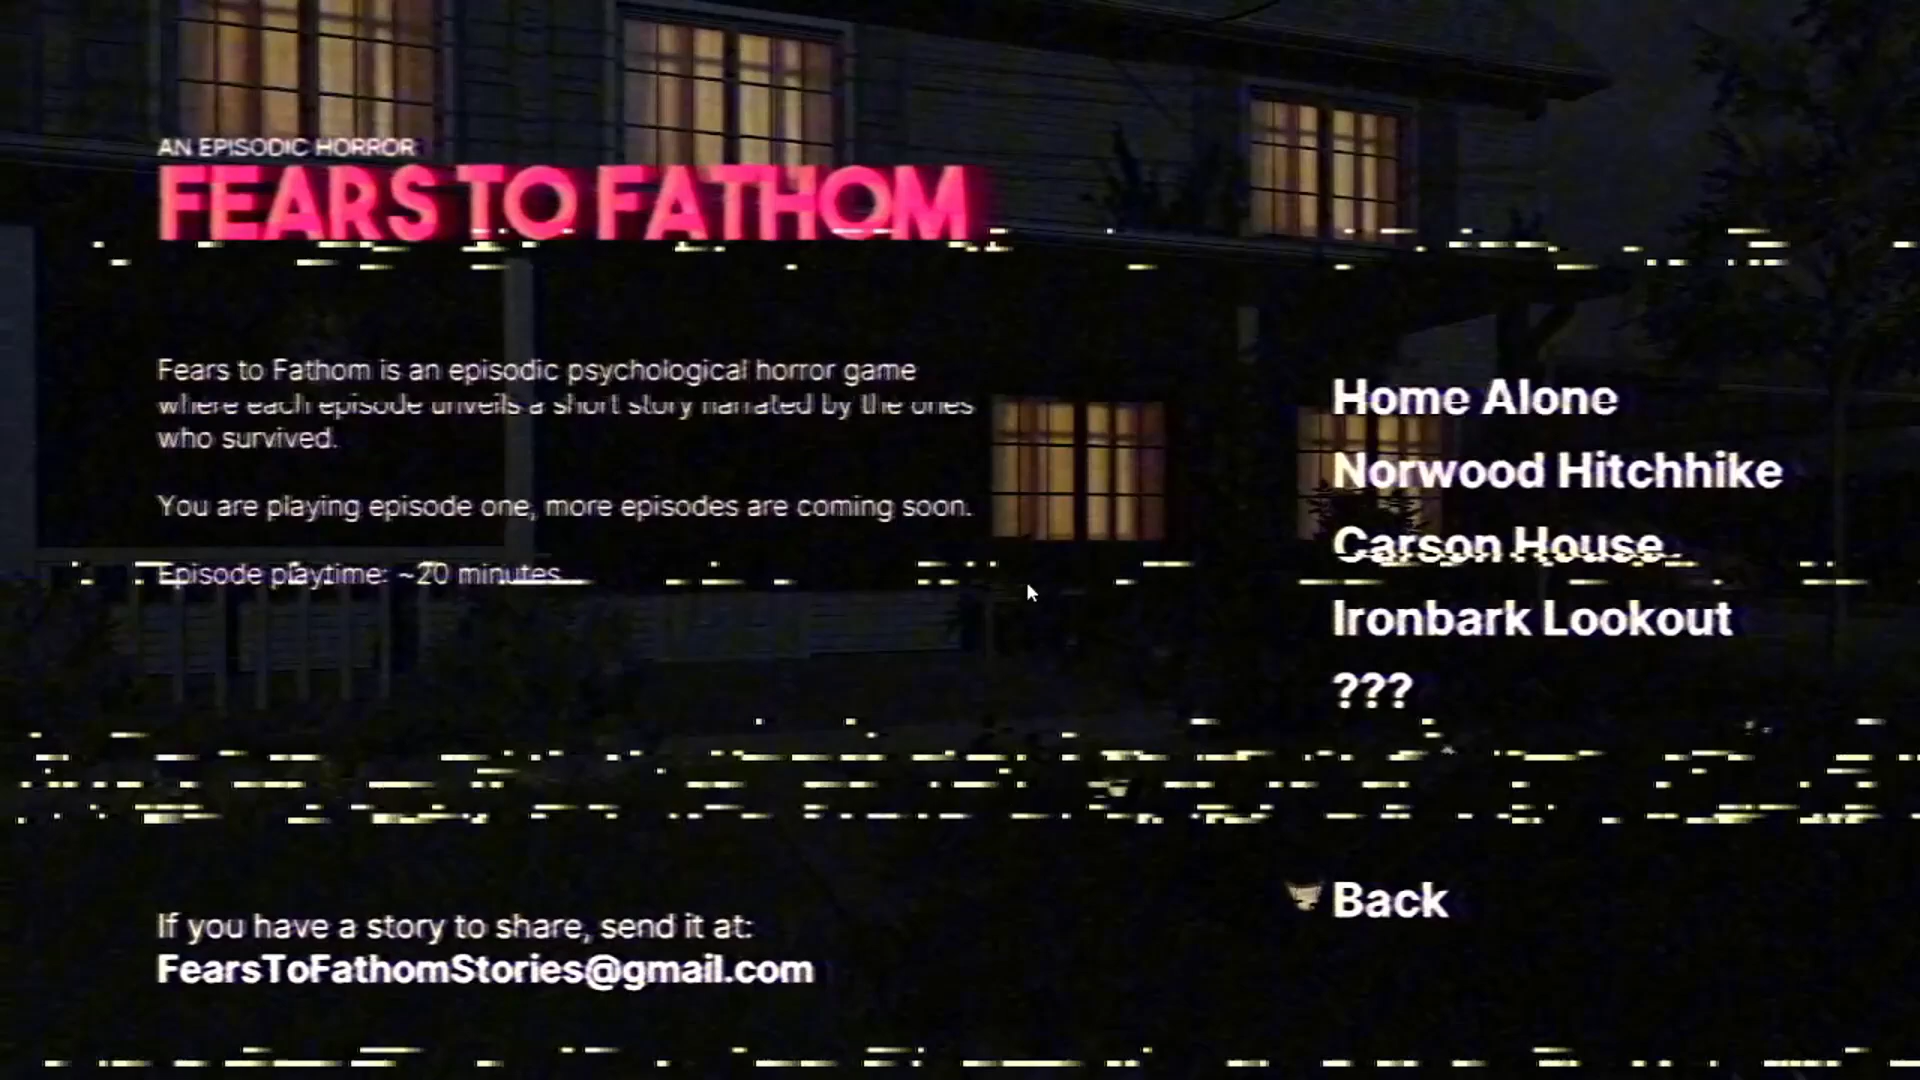 AN EPISODIC HORROR
FEARS TO FATHOM
Fears to Fathom is an episodic psychological horror game
where each episode unveils a short story narrated by the ones
who survived.
You are playing episode one, more episodes are coming soon.
Episode playtime: ~20 minutes
Home Alone
Norwood Hitchhike
Carson House
Ironbark Lookout
???
Back
If you have a story to share, send it at:
FearsToFathomStories@gmail.com